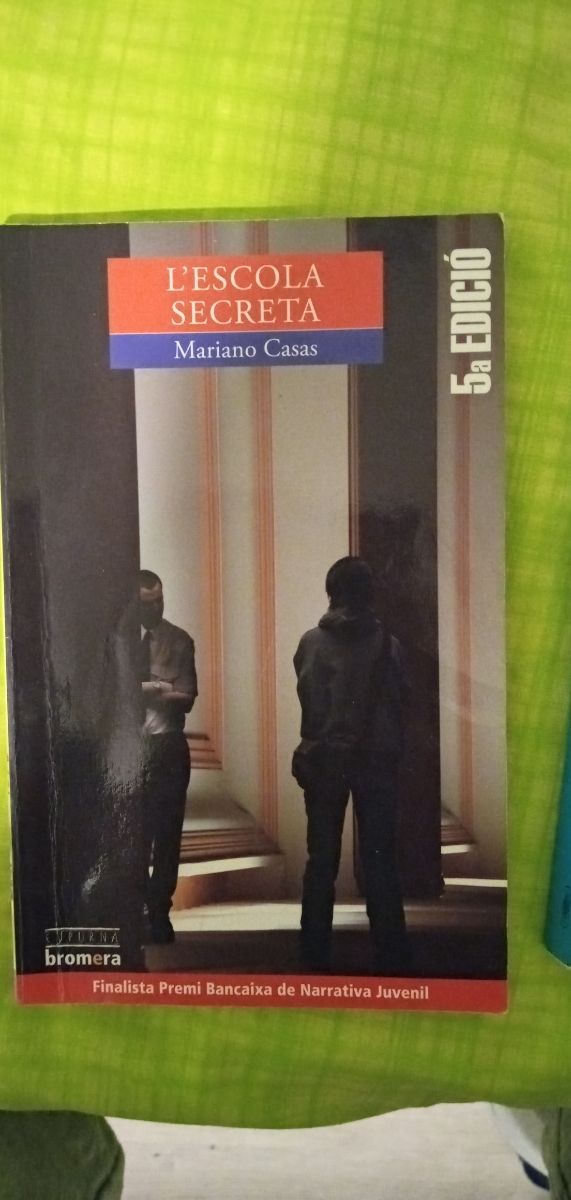 L'ESCOLA
SECRETA
Mariano Casas
5a EDICIÓ
ESPURNA
bromera
Finalista Premi Bancaixa de Narrativa Juvenil